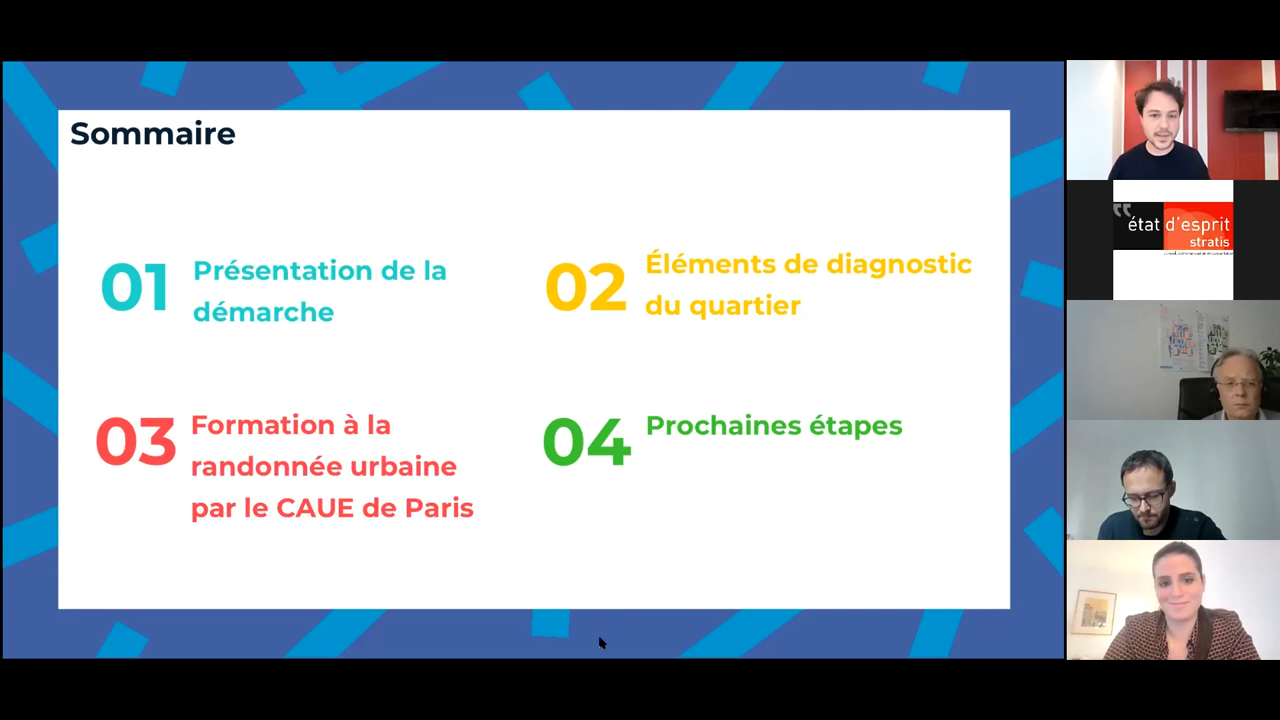 Sommaire
01
Présentation de la
démarche
02
Éléments de diagnostic
du quartier
03
Formation à la
randonnée urbaine
par le CAUE de Paris
04
Prochaines étapes
état d'esprit
stratis